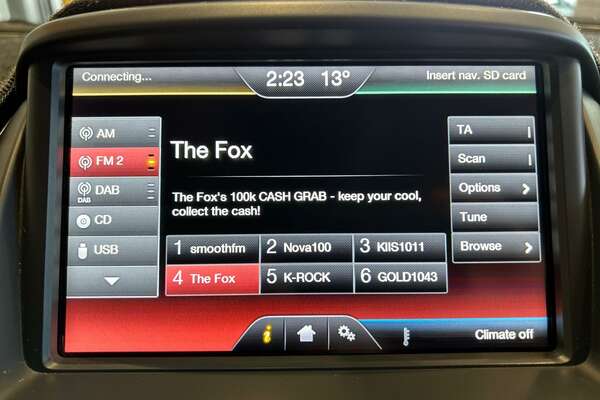 Connecting...
2:23 13º
Insert nav. SD card
AM
FM 2
DAB
DAB
CD
USB
The Fox
The Fox's 100k CASH GRAB - keep your cool,
collect the cash!
1 smoothfm
2 Nova100
3 KIIS1011
4 The Fox
5 K-ROCK
6 GOLD1043
TA
Scan
Options
Tune
Browse
i
Climate off